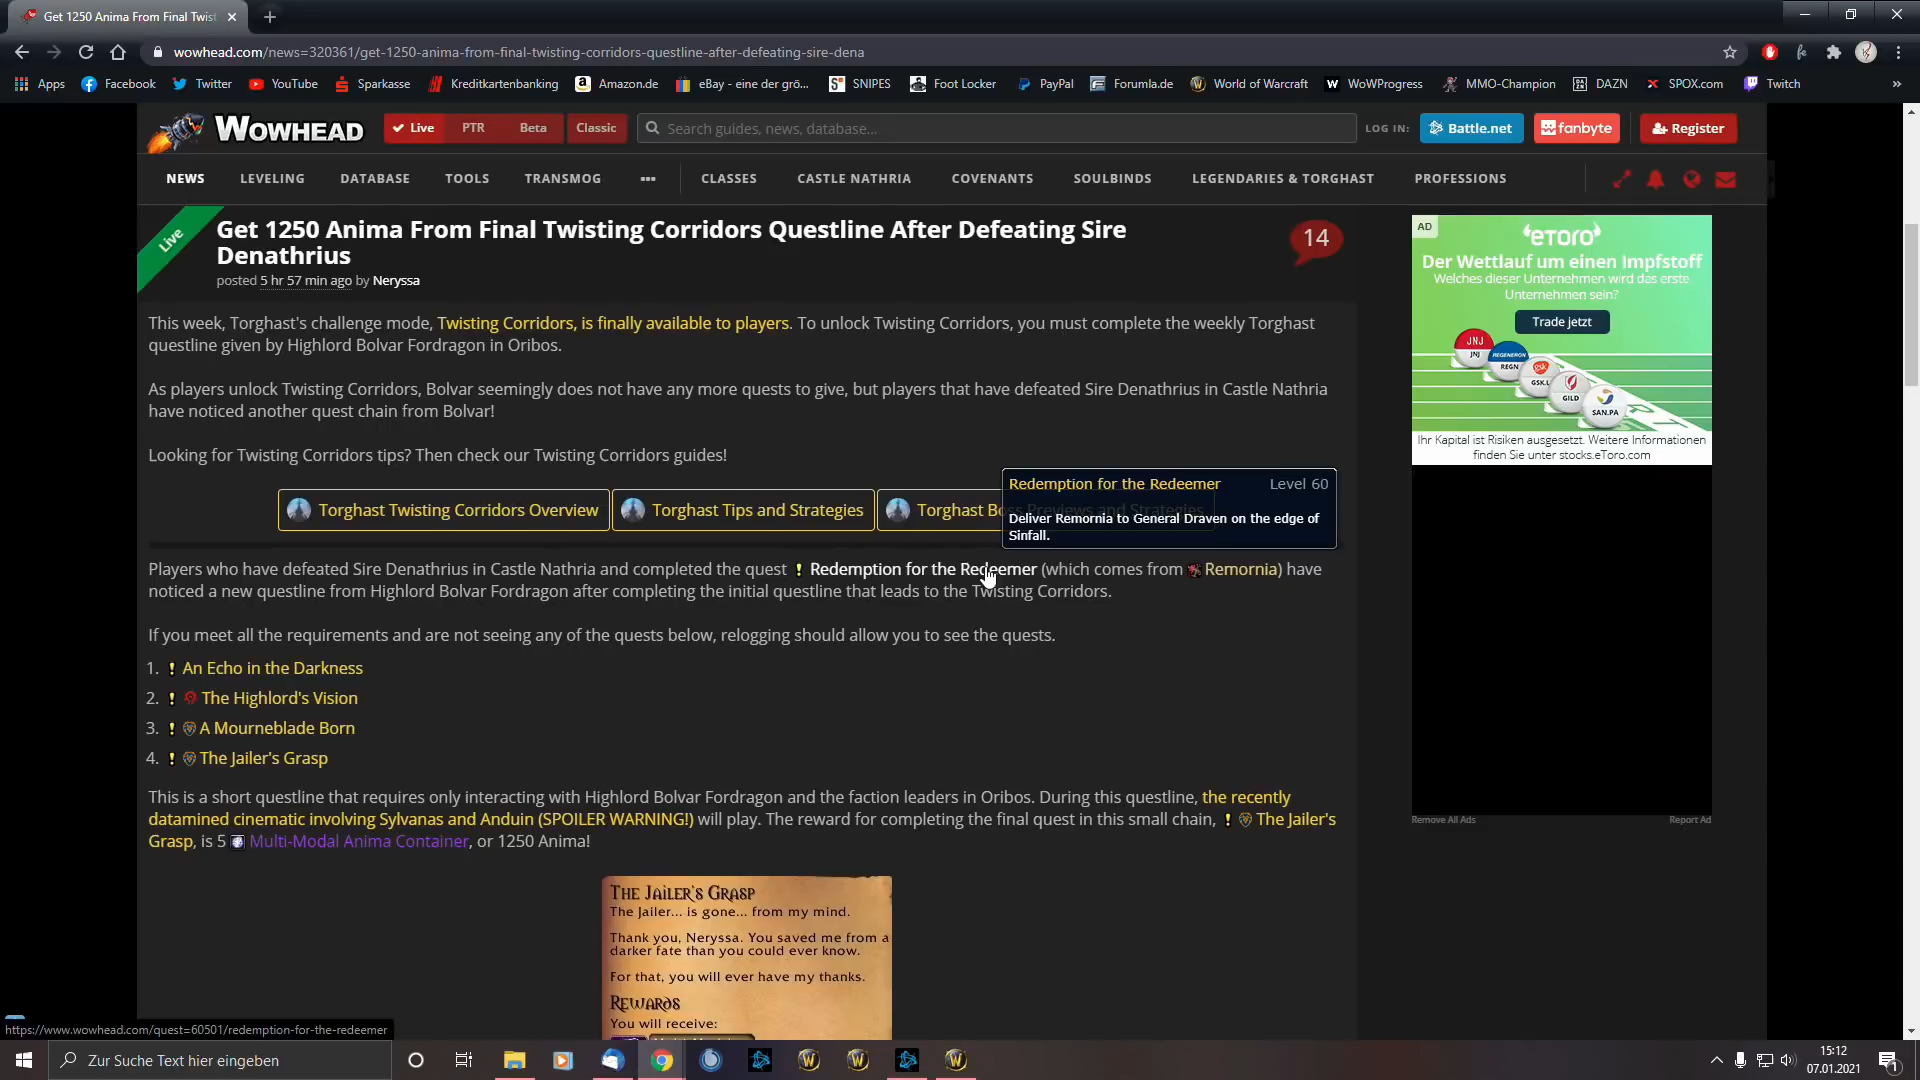 Get 1250 Anima From Final Twist
wowhead.com/news=320361/get-1250-anima-from-final-twisting-corridors-questline-after-defeating-sire-dena
Apps Facebook Twitter YouTube Sparkasse Kreditkartenbanking Amazon.de eBay - eine der grö... SNIPES Foot Locker PayPal Forumla.de World of Warcraft WoWProgress MMO-Champion DAZN SPOX.com Twitch »
WOWHEAD Live PTR Beta Classic Search guides, news, database... LOG IN: Battle.net fanbyte Register
NEWS LEVELING DATABASE TOOLS TRANSMOG ••• CLASSES CASTLE NATHRIA COVENANTS SOULBINDS LEGENDARIES & TORGHAST PROFESSIONS
Live
Get 1250 Anima From Final Twisting Corridors Questline After Defeating Sire
Denathrius
14
posted 5 hr 57 min ago by Neryssa
This week, Torghast's challenge mode, Twisting Corridors, is finally available to players. To unlock Twisting Corridors, you must complete the weekly Torghast
questline given by Highlord Bolvar Fordragon in Oribos.
As players unlock Twisting Corridors, Bolvar seemingly does not have any more quests to give, but players that have defeated Sire Denathrius in Castle Nathria
have noticed another quest chain from Bolvar!
Looking for Twisting Corridors tips? Then check our Twisting Corridors guides!
Torghast Twisting Corridors Overview
Torghast Tips and Strategies
Torghast Boss Previews and Strategies
Redemption for the Redeemer Level 60
Deliver Remornia to General Draven on the edge of
Sinfall.
Players who have defeated Sire Denathrius in Castle Nathria and completed the quest ! Redemption for the Redeemer (which comes from Remornia) have
noticed a new questline from Highlord Bolvar Fordragon after completing the initial questline that leads to the Twisting Corridors.
If you meet all the requirements and are not seeing any of the quests below, relogging should allow you to see the quests.
1. ! An Echo in the Darkness
2. ! The Highlord's Vision
3. ! A Mourneblade Born
4. ! The Jailer's Grasp
This is a short questline that requires only interacting with Highlord Bolvar Fordragon and the faction leaders in Oribos. During this questline, the recently
datamined cinematic involving Sylvanas and Anduin (SPOILER WARNING!) will play. The reward for completing the final quest in this small chain, ! The Jailer's
Grasp, is 5 Multi-Modal Anima Container, or 1250 Anima!
THE JAILER'S GRASP
The Jailer... is gone... from my mind.
Thank you, Neryssa. You saved me from a
darker fate than you could ever know.
For that, you will ever have my thanks.
REWARDS
You will receive:
AD
eToro
Der Wettlauf um einen Impfstoff
Welches dieser Unternehmen wird das erste
Unternehmen sein?
Trade jetzt
JNJ
JNJ
REGENERON
REGN
gsk
GSK.L
GILD
SAN.PA
Ihr Kapital ist Risiken ausgesetzt. Weitere Informationen
finden Sie unter stocks.eToro.com
Remove All Ads Report Ad
https://www.wowhead.com/quest=60501/redemption-for-the-redeemer
Zur Suche Text hier eingeben
15:12
07.01.2021
1